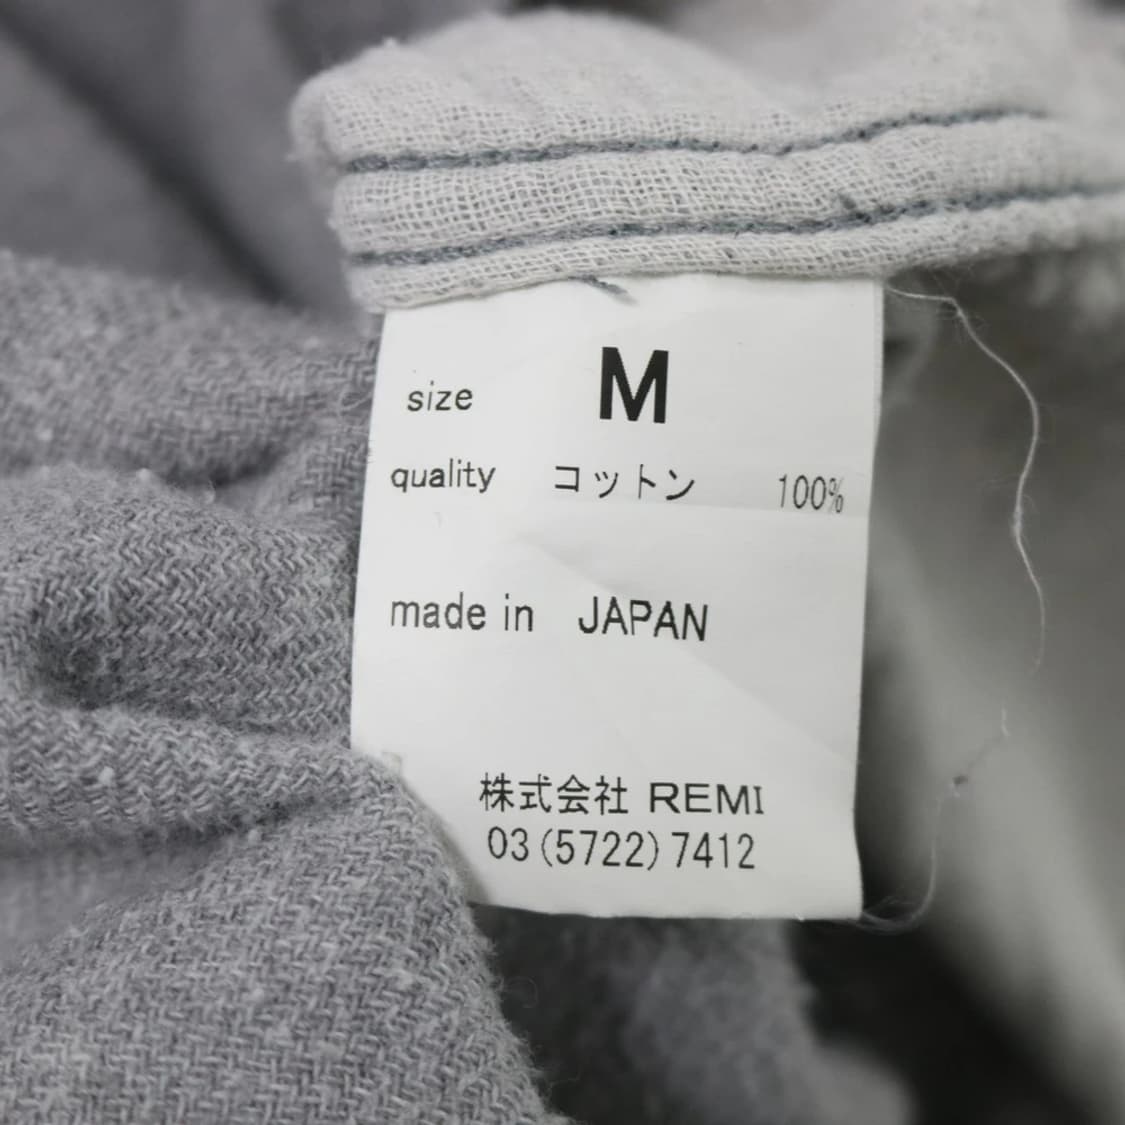 size M
quality コットン 100%
made in JAPAN
株式会社 REMI
03(5722)7412